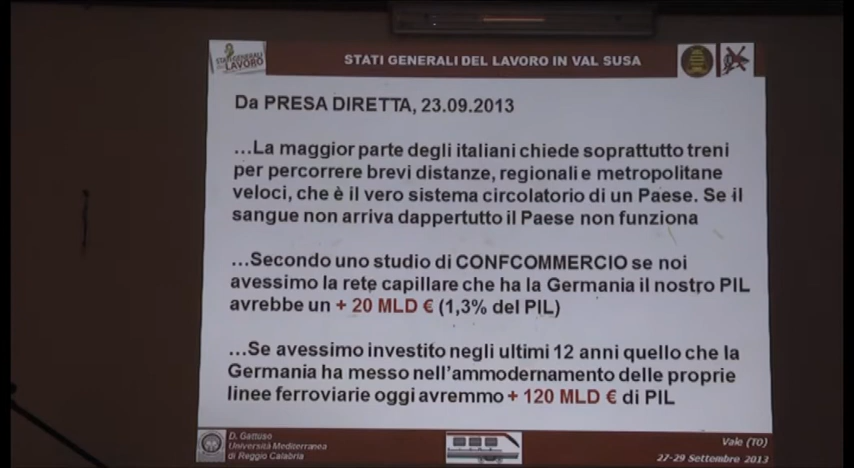 STATI GENERALI
LAVORO
STATI GENERALI DEL LAVORO IN VAL SUSA
Da PRESA DIRETTA, 23.09.2013
…La maggior parte degli italiani chiede soprattutto treni
per percorrere brevi distanze, regionali e metropolitane
veloci, che è il vero sistema circolatorio di un Paese. Se il
sangue non arriva dappertutto il Paese non funziona
…Secondo uno studio di CONFCOMMERCIO se noi
avessimo la rete capillare che ha la Germania il nostro PIL
avrebbe un + 20 MLD € (1,3% del PIL)
…Se avessimo investito negli ultimi 12 anni quello che la
Germania ha messo nell'ammodernamento delle proprie
linee ferroviarie oggi avremmo + 120 MLD € di PIL
D. Gattuso
Università Mediterranea
di Reggio Calabria
Vaie (TO)
27-29 Settembre 2013